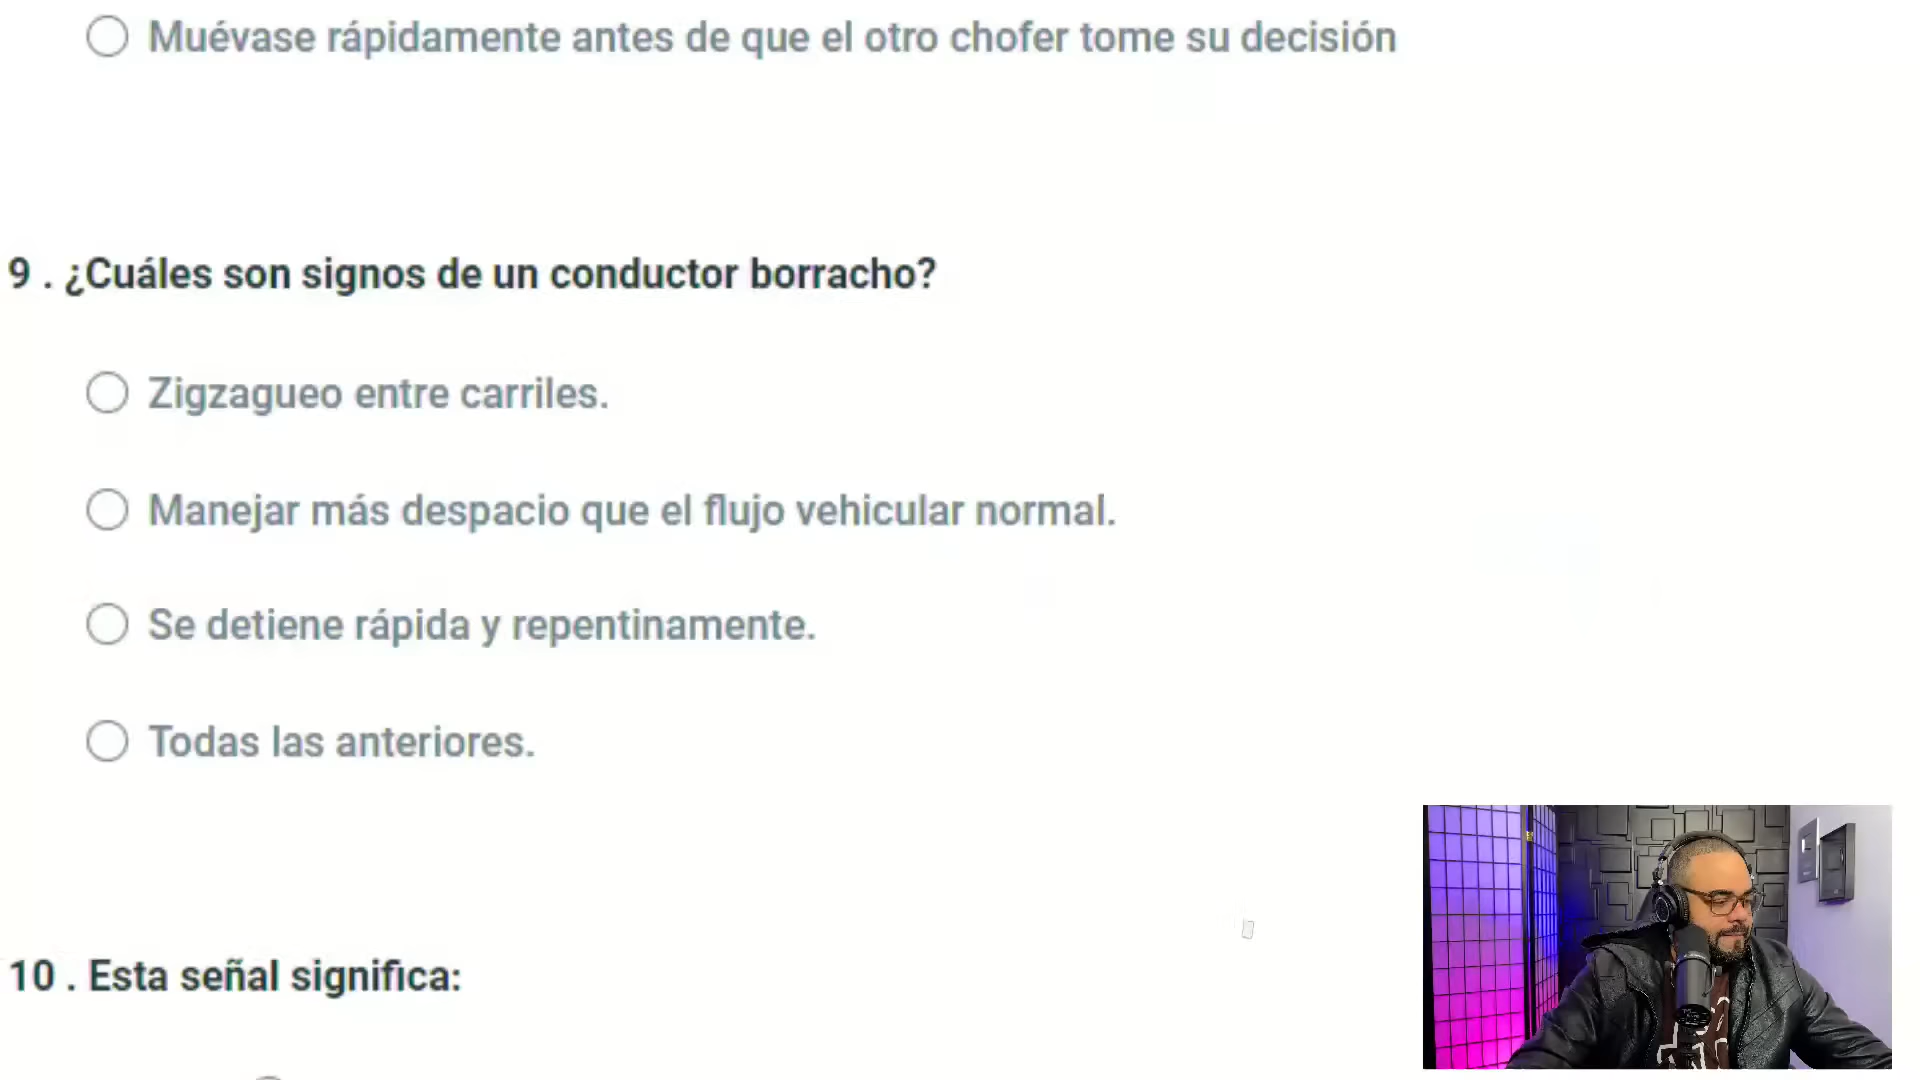 Muévase rápidamente antes de que el otro chofer tome su decisión
9 . ¿Cuáles son signos de un conductor borracho?
Zigzagueo entre carriles.
Manejar más despacio que el flujo vehicular normal.
Se detiene rápida y repentinamente.
Todas las anteriores.
10 . Esta señal significa: